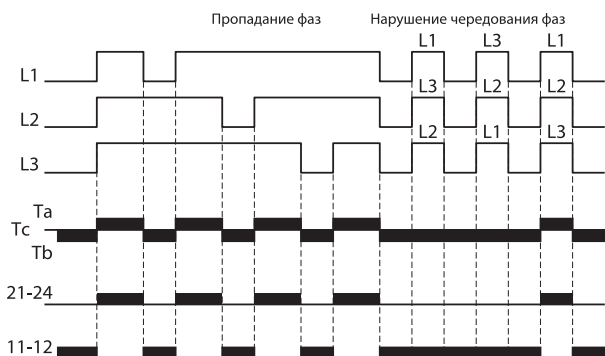 Пропадание фаз Нарушение чередования фаз
L1 L3 L1
L1
L3 L2 L2
L2
L2 L1 L3
L3
Ta
Tc
Tb
21-24
11-12